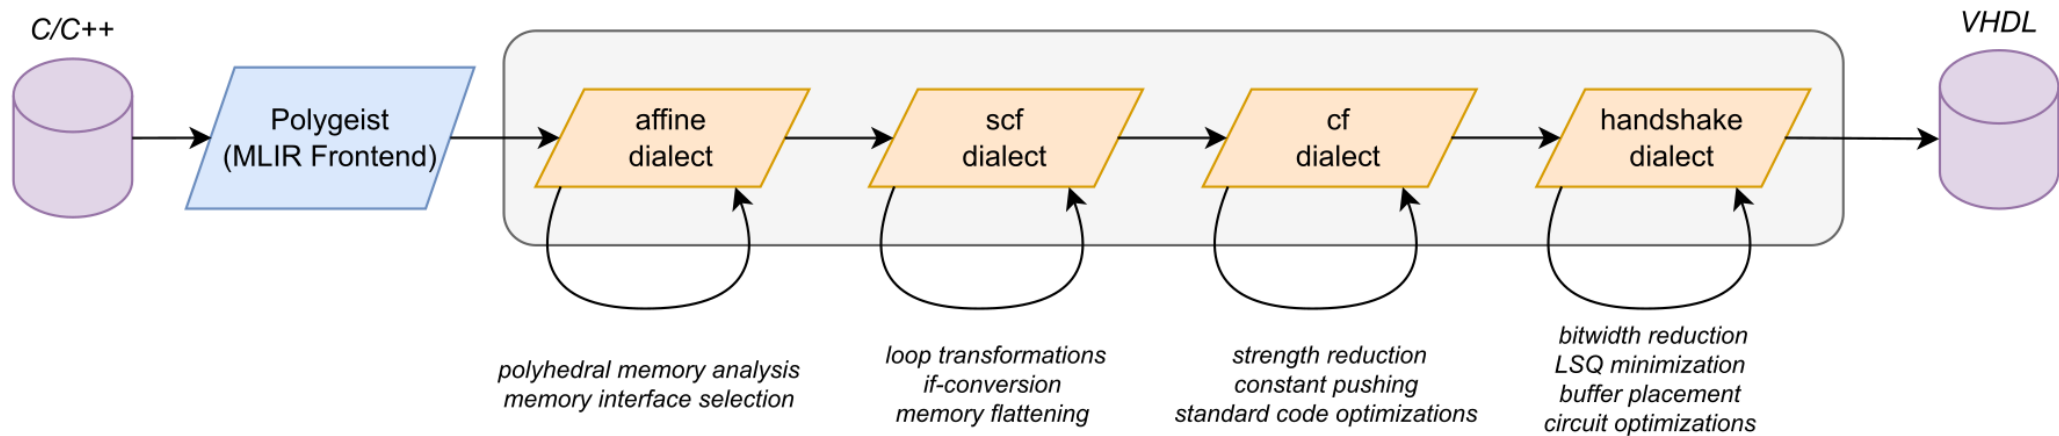 C/C++
VHDL
Polygeist
(MLIR Frontend)
affine
dialect
scf
dialect
cf
dialect
handshake
dialect
polyhedral memory analysis
memory interface selection
loop transformations
if-conversion
memory flattening
strength reduction
constant pushing
standard code optimizations
bitwidth reduction
LSQ minimization
buffer placement
circuit optimizations